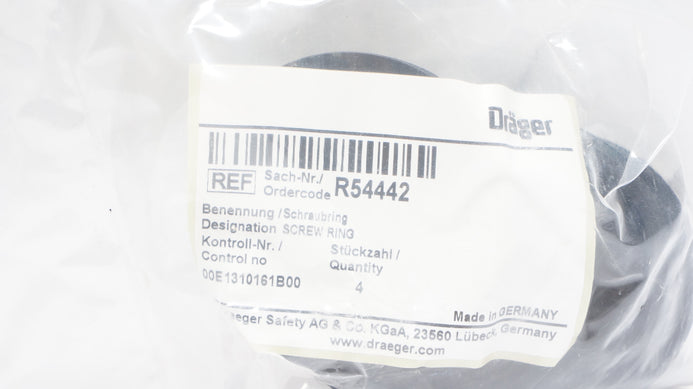 Dräger
REF Sach-Nr./
Ordercode R54442
Benennung /Schraubring
Designation SCREW RING
Kontroll-Nr. / Stückzahl /
Control no Quantity
00E1310161B00 4
Made in GERMANY
raeger Safety AG & Co. KGaA, 23560 Lübeck, Germany
www.draeger.com